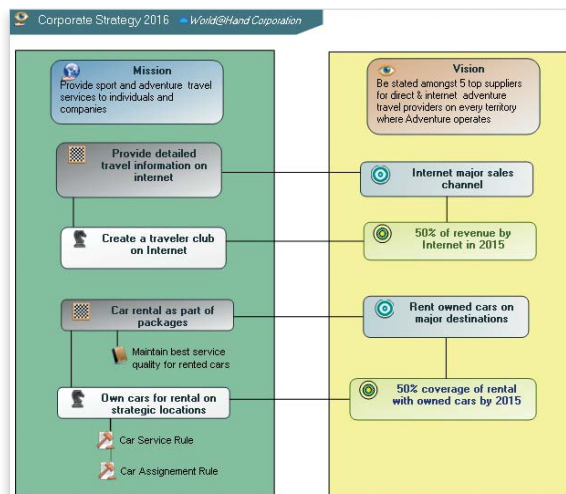 Corporate Strategy 2016 World@Hand Corporation
Mission
Provide sport and adventure travel
services to individuals and
companies
Vision
Be stated amongst 5 top suppliers
for direct & internet adventure
travel providers on every territory
where Adventure operates
Provide detailed
travel information on
internet
Internet major sales
channel
Create a traveler club
on Internet
50% of revenue by
Internet in 2015
Car rental as part of
packages
Rent owned cars on
major destinations
Maintain best service
quality for rented cars
Own cars for rental on
strategic locations
50% coverage of rental
with owned cars by 2015
Car Service Rule
Car Assignement Rule